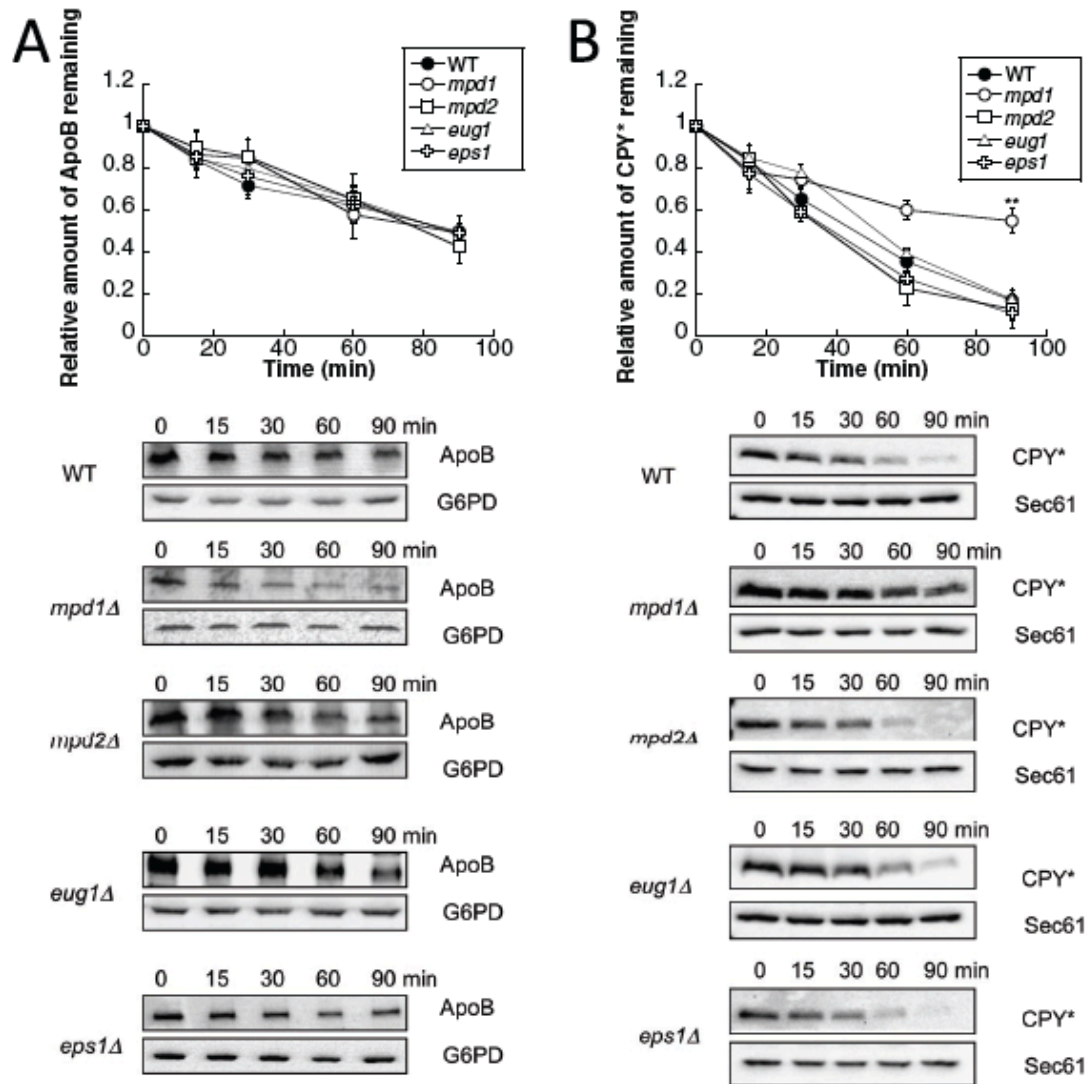 A
Relative amount of ApoB remaining
WT
mpd1
mpd2
eug1
eps1
1.2
1
0.8
0.6
0.4
0.2
0
0 20 40 60 80 100
Time (min)
0 15 30 60 90 min
WT
ApoB
G6PD
0 15 30 60 90 min
mpd1Δ
ApoB
G6PD
0 15 30 60 90 min
mpd2Δ
ApoB
G6PD
0 15 30 60 90 min
eug1Δ
ApoB
G6PD
0 15 30 60 90 min
eps1Δ
ApoB
G6PD
B
Relative amount of CPY* remaining
WT
mpd1
mpd2
eug1
eps1
1.2
1
0.8
0.6
0.4
0.2
0
**
0 20 40 60 80 100
Time (min)
0 15 30 60 90 min
WT
CPY*
Sec61
0 15 30 60 90 min
mpd1Δ
CPY*
Sec61
0 15 30 60 90 min
mpd2Δ
CPY*
Sec61
0 15 30 60 90 min
eug1Δ
CPY*
Sec61
0 15 30 60 90 min
eps1Δ
CPY*
Sec61